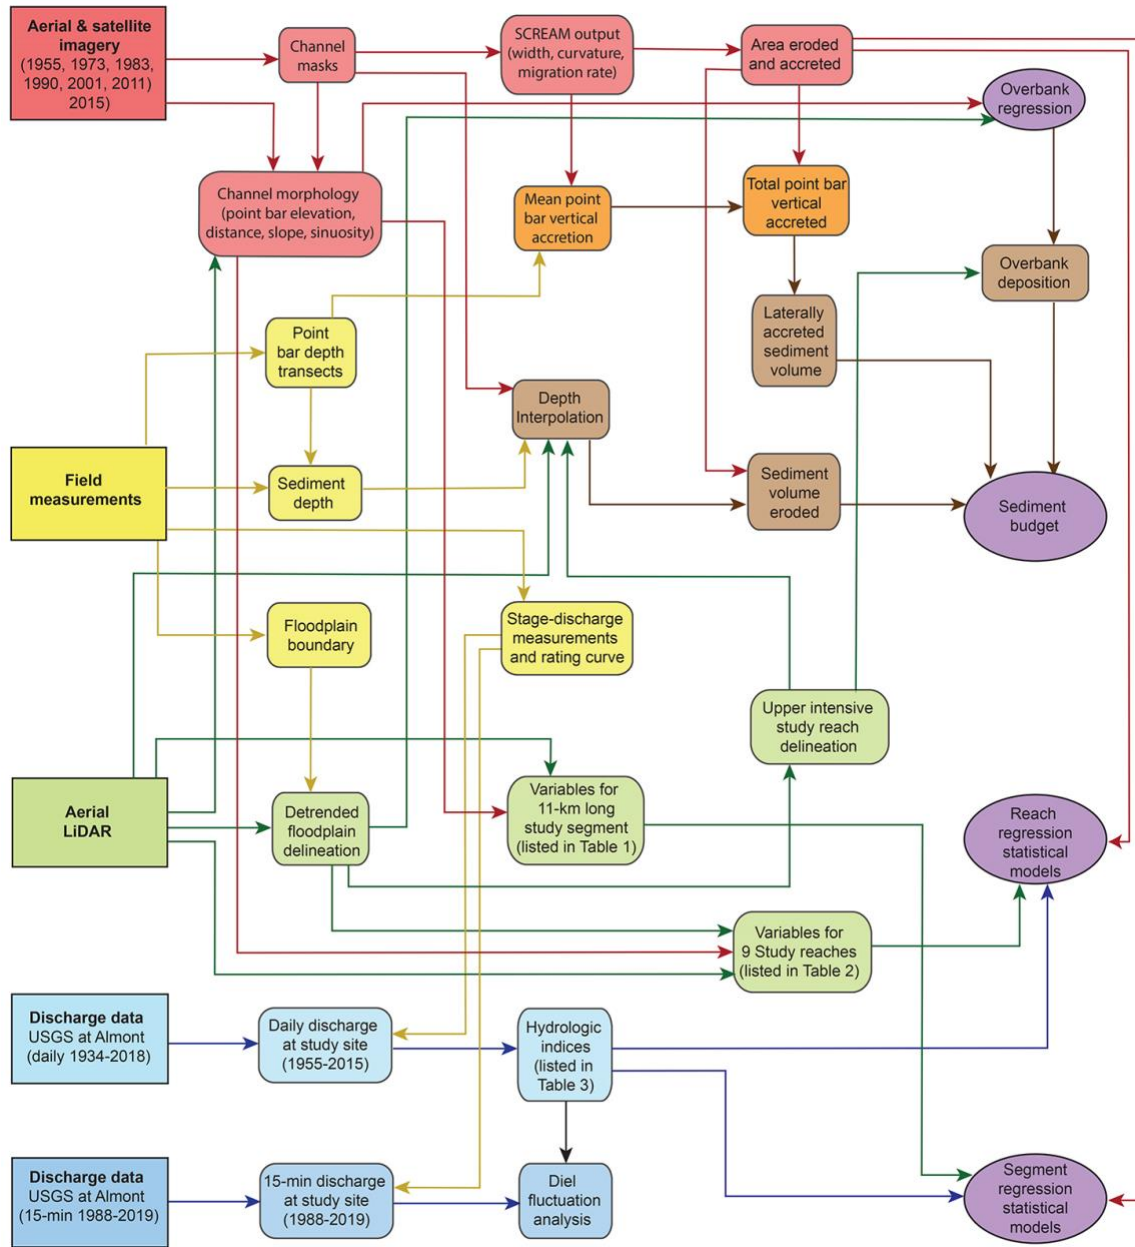 Aerial & satellite
imagery
(1955, 1973, 1983,
1990, 2001, 2011)
2015)
Channel
masks
SCREAM output
(width, curvature,
migration rate)
Area eroded
and accreted
Overbank
regression
Channel morphology
(point bar elevation,
distance, slope, sinuosity)
Mean point
bar vertical
accretion
Total point bar
vertical
accreted
Overbank
deposition
Point
bar depth
transects
Laterally
accreted
sediment
volume
Depth
Interpolation
Field
measurements
Sediment
depth
Sediment
volume
eroded
Sediment
budget
Floodplain
boundary
Stage-discharge
measurements
and rating curve
Upper intensive
study reach
delineation
Aerial
LiDAR
Detrended
floodplain
delineation
Variables for
11-km long
study segment
(listed in Table 1)
Reach
regression
statistical
models
Variables for
9 Study reaches
(listed in Table 2)
Discharge data
USGS at Almont
(daily 1934-2018)
Daily discharge
at study site
(1955-2015)
Hydrologic
indices
(listed in
Table 3)
Discharge data
USGS at Almont
(15-min 1988-2019)
15-min discharge
at study site
(1988-2019)
Diel
fluctuation
analysis
Segment
regression
statistical
models